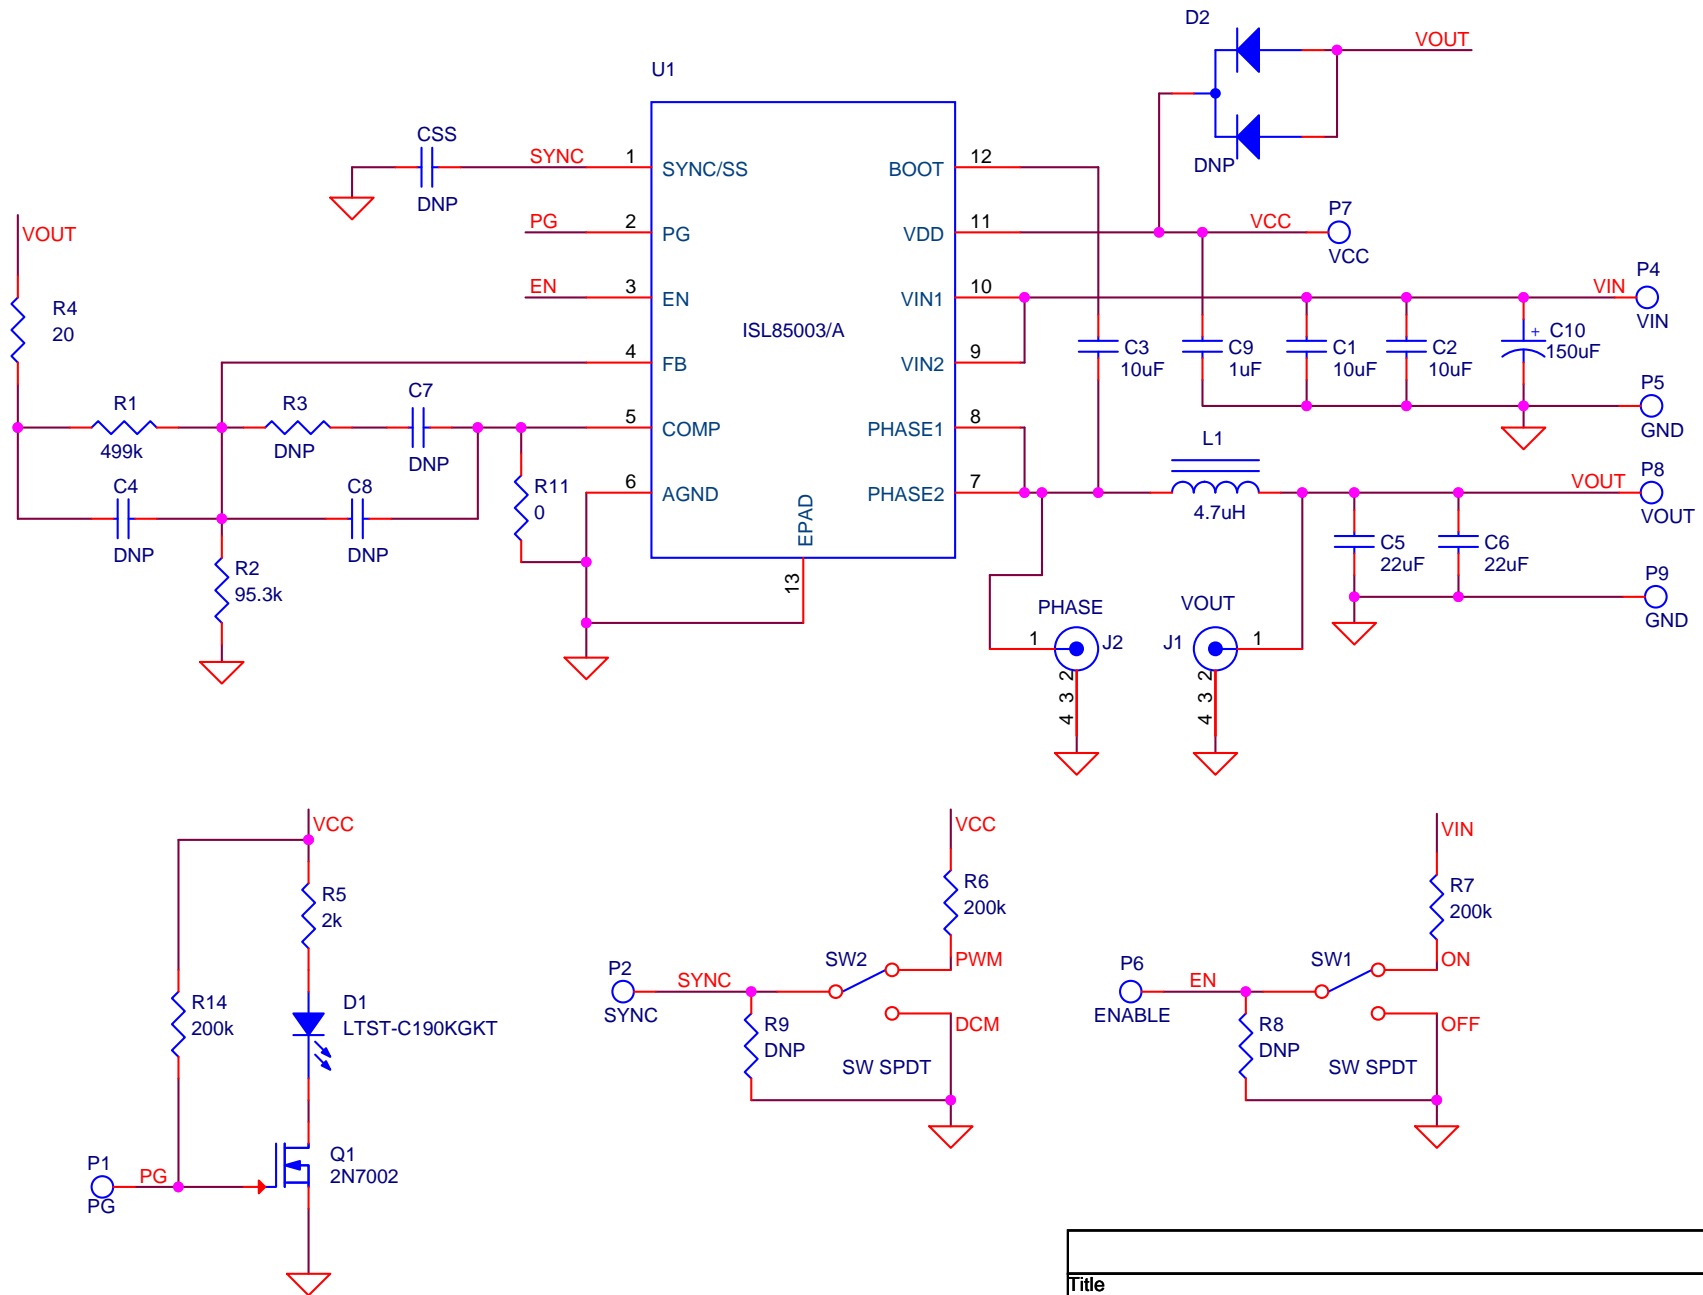 D2
VOUT
DNP
U1
CSS
DNP
SYNC
1
SYNC/SS
PG
2
PG
EN
3
EN
4
FB
5
COMP
6
AGND
EPAD
13
ISL85003/A
BOOT
12
VDD
11
VIN1
10
VIN2
9
PHASE1
8
PHASE2
7
VCC
P7
VCC
VIN
P4
VIN
C3
10uF
C9
1uF
C1
10uF
C2
10uF
+
C10
150uF
P5
GND
L1
4.7uH
VOUT
P8
VOUT
C5
22uF
C6
22uF
P9
GND
VOUT
R4
20
R1
499k
R3
DNP
C7
DNP
C4
DNP
C8
DNP
R11
0
R2
95.3k
PHASE
1
J2
2
3
4
VOUT
J1
1
2
3
4
VCC
R5
2k
R14
200k
D1
LTST-C190KGKT
P1
PG
PG
Q1
2N7002
VCC
R6
200k
PWM
SW2
P2
SYNC
SYNC
R9
DNP
DCM
SW SPDT
VIN
R7
200k
ON
SW1
P6
EN
ENABLE
R8
DNP
OFF
SW SPDT
Title